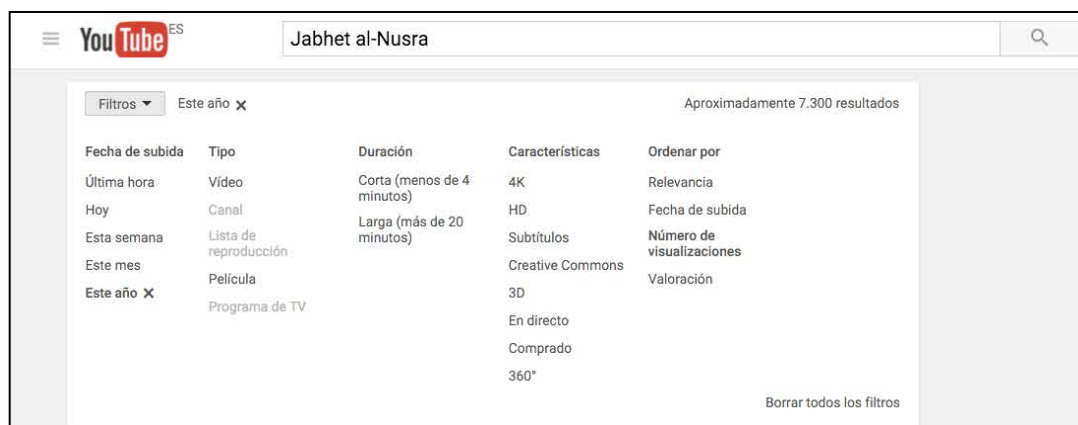 YouTube ES
Jabhet al-Nusra
Filtros
Este año x
Aproximadamente 7.300 resultados
Fecha de subida
Última hora
Hoy
Esta semana
Este mes
Este año x
Tipo
Vídeo
Canal
Lista de
reproducción
Película
Programa de TV
Duración
Corta (menos de 4
minutos)
Larga (más de 20
minutos)
Características
4K
HD
Subtítulos
Creative Commons
3D
En directo
Comprado
360°
Ordenar por
Relevancia
Fecha de subida
Número de
visualizaciones
Valoración
Borrar todos los filtros